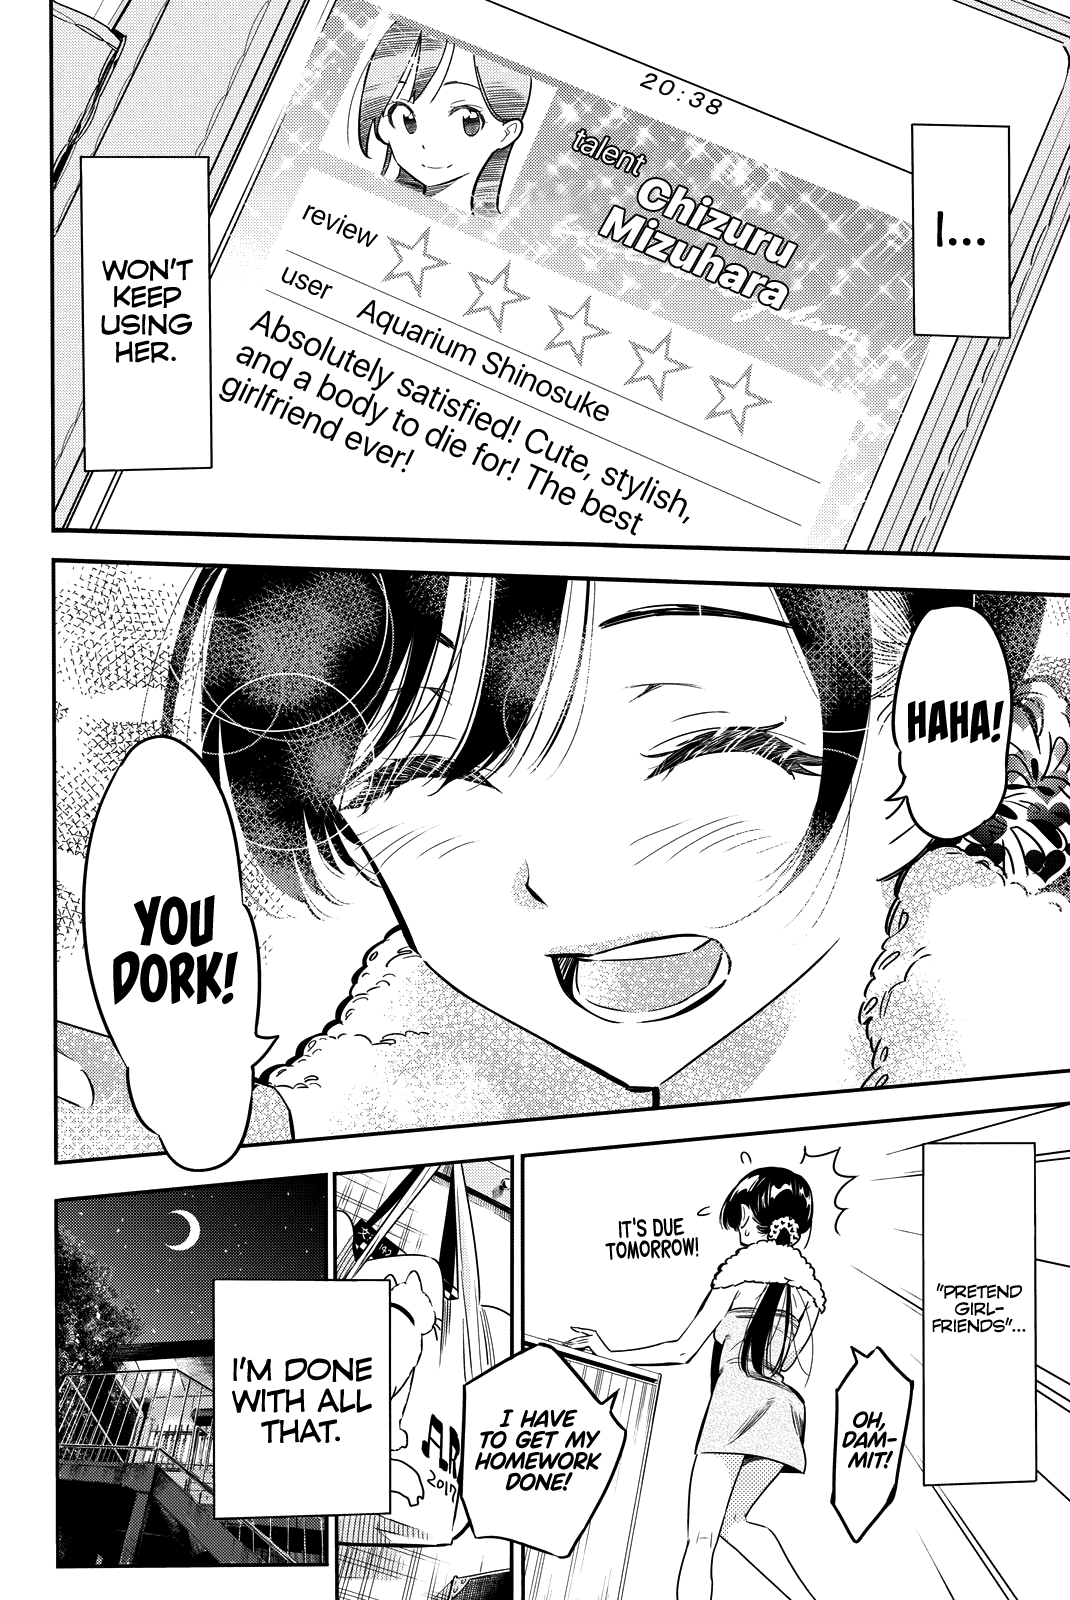 I...
20:38
talent
Chizuru
Mizuhara
review
user Aquarium Shinosuke
Absolutely satisfied! Cute, stylish,
and a body to die for! The best
girlfriend ever!
WON'T
KEEP
USING
HER.
HAHA!
YOU
DORK!
"PRETEND
GIRL-
FRIENDS"...
IT'S DUE
TOMORROW!
OH,
DAM-
MIT!
I HAVE
TO GET MY
HOMEWORK
DONE!
2017
I'M DONE
WITH ALL
THAT.